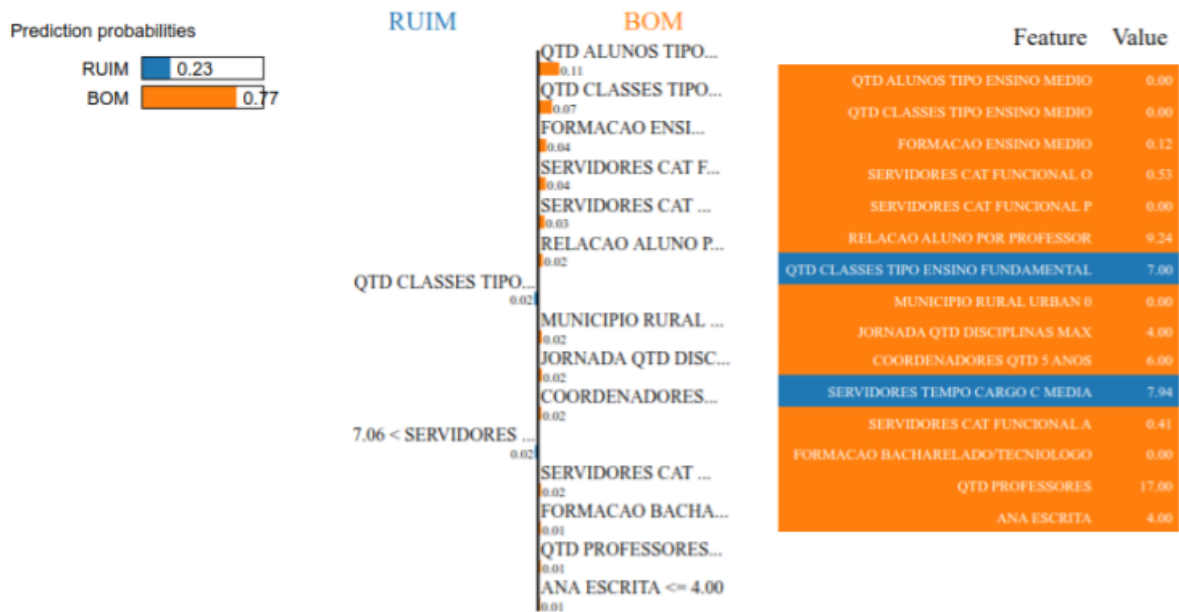 Prediction probabilities
RUIM 0.23
BOM 0.77
RUIM BOM
QTD ALUNOS TIPO...
0.11
QTD CLASSES TIPO...
0.07
FORMACAO ENSI...
0.04
SERVIDORES CAT F...
0.04
SERVIDORES CAT ...
0.03
RELACAO ALUNO P...
0.02
QTD CLASSES TIPO...
0.02
MUNICIPIO RURAL ...
0.02
JORNADA QTD DISC...
0.02
COORDENADORES...
0.02
7.06 < SERVIDORES ...
0.02
SERVIDORES CAT ...
0.02
FORMACAO BACHA...
0.01
QTD PROFESSORES...
0.01
ANA ESCRITA <= 4.00
0.01
Feature Value
QTD ALUNOS TIPO ENSINO MEDIO 0.00
QTD CLASSES TIPO ENSINO MEDIO 0.00
FORMACAO ENSINO MEDIO 0.12
SERVIDORES CAT FUNCIONAL O 0.53
SERVIDORES CAT FUNCIONAL P 0.00
RELACAO ALUNO POR PROFESSOR 9.24
QTD CLASSES TIPO ENSINO FUNDAMENTAL 7.00
MUNICIPIO RURAL URBAN 0 0.00
JORNADA QTD DISCIPLINAS MAX 4.00
COORDENADORES QTD 5 ANOS 6.00
SERVIDORES TEMPO CARGO C MEDIA 7.94
SERVIDORES CAT FUNCIONAL A 0.41
FORMACAO BACHARELADO/TECNIOLOGO 0.00
QTD PROFESSORES 17.00
ANA ESCRITA 4.00